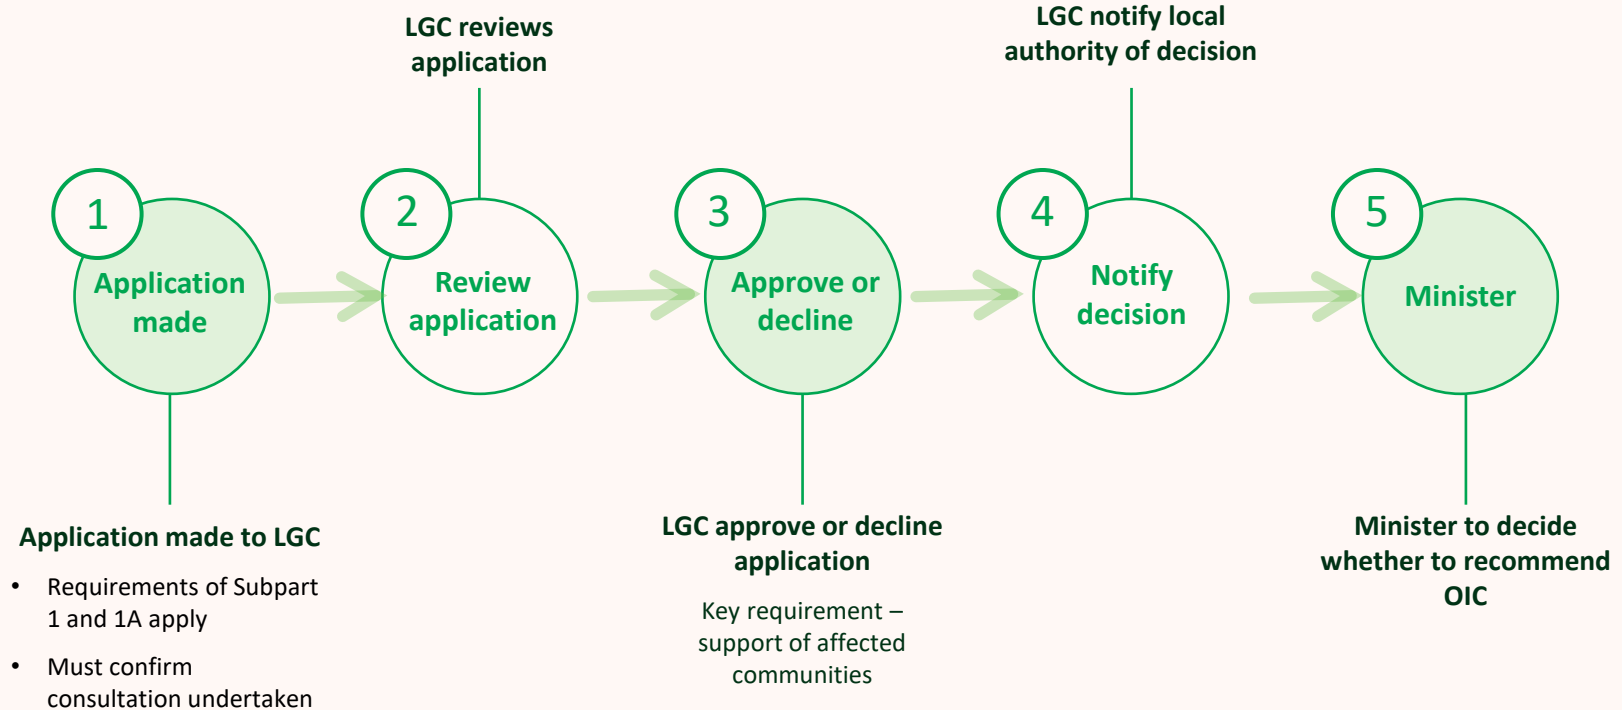 LGC reviews
application
LGC notify local
authority of decision
1
Application
made
2
Review
application
3
Approve or
decline
4
Notify
decision
5
Minister
Application made to LGC
• Requirements of Subpart
1 and 1A apply
• Must confirm
consultation undertaken
LGC approve or decline
application
Key requirement –
support of affected
communities
Minister to decide
whether to recommend
OIC